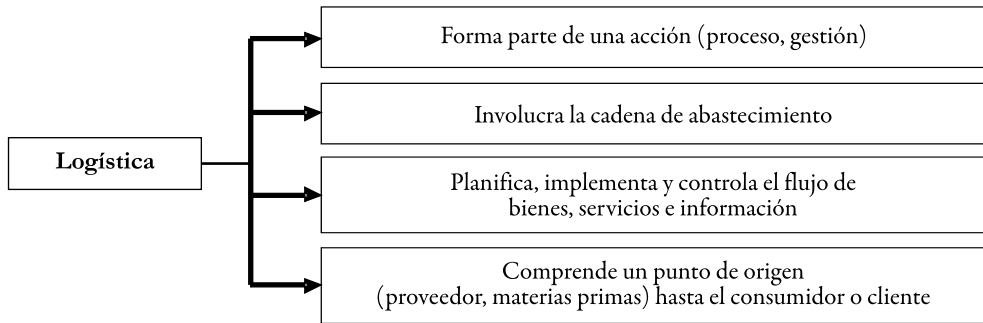 Logística
Forma parte de una acción (proceso, gestión)
Involucra la cadena de abastecimiento
Planifica, implementa y controla el flujo de
bienes, servicios e información
Comprende un punto de origen
(proveedor, materias primas) hasta el consumidor o cliente